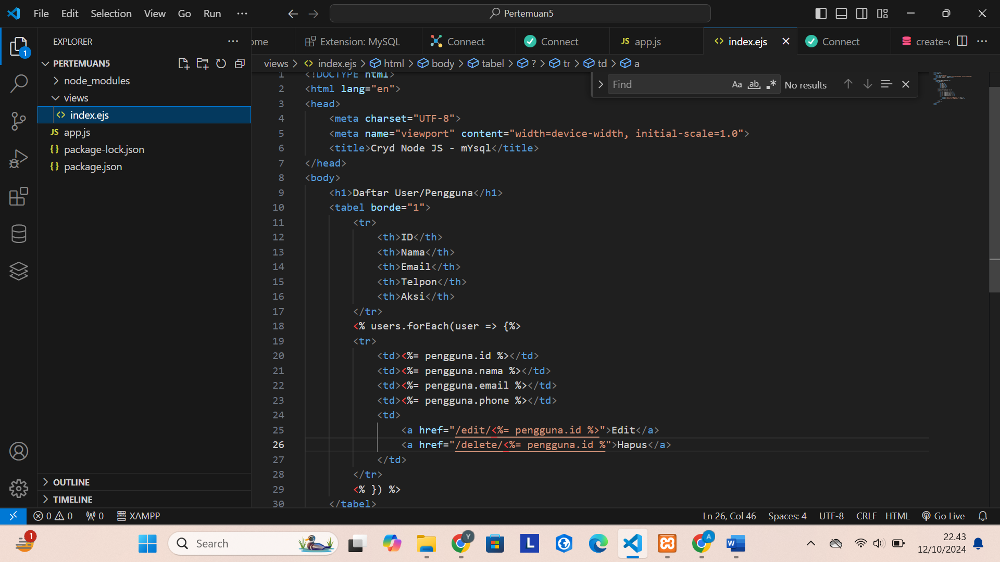 File Edit Selection View Go Run ···
Pertemuan5
EXPLORER
PERTEMUAN5
node_modules
views
<> index.ejs
JS app.js
{} package-lock.json
{} package.json
OUTLINE
TIMELINE
1
ome
Extension: MySQL
Connect
Connect
JS app.js
<> index.ejs
Connect
create-c
views > <> index.ejs > html > body > tabel > ? > tr > td > a
Find
Aa ab .*
No results
1 <!DOCTYPE html>
2 <html lang="en">
3 <head>
4 <meta charset="UTF-8">
5 <meta name="viewport" content="width=device-width, initial-scale=1.0">
6 <title>Cryd Node JS - mYsql</title>
7 </head>
8 <body>
9 <h1>Daftar User/Pengguna</h1>
10 <tabel borde="1">
11 <tr>
12 <th>ID</th>
13 <th>Nama</th>
14 <th>Email</th>
15 <th>Telpon</th>
16 <th>Aksi</th>
17 </tr>
18 <% users.forEach(user => {%>
19 <tr>
20 <td><%= pengguna.id %></td>
21 <td><%= pengguna.nama %></td>
22 <td><%= pengguna.email %></td>
23 <td><%= pengguna.phone %></td>
24 <td>
25 <a href="/edit/<%= pengguna.id %>">Edit</a>
26 <a href="/delete/<%= pengguna.id %">Hapus</a>
27 </td>
28 </tr>
29 <% }) %>
30 </tabel>
0 0 0 XAMPP
Ln 26, Col 46 Spaces: 4 UTF-8 CRLF HTML Go Live
1
Search
Y
L
A
W
22.43
12/10/2024